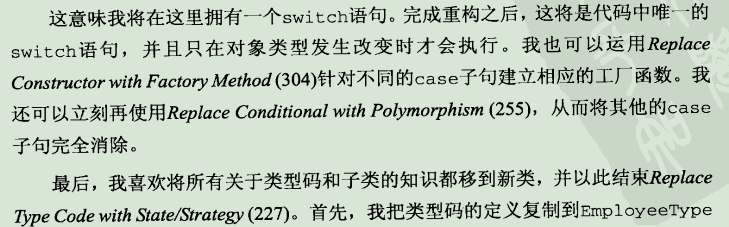 这意味我将在这里拥有一个switch语句。完成重构之后，这将是代码中唯一的
switch语句，并且只在对象类型发生改变时才会执行。我也可以运用Replace
Constructor with Factory Method (304)针对不同的case子句建立相应的工厂函数。我
还可以立刻再使用Replace Conditional with Polymorphism (255)，从而将其他的case
子句完全消除。
最后，我喜欢将所有关于类型码和子类的知识都移到新类，并以此结束Replace
Type Code with State/Strategy (227)。首先，我把类型码的定义复制到EmployeeType